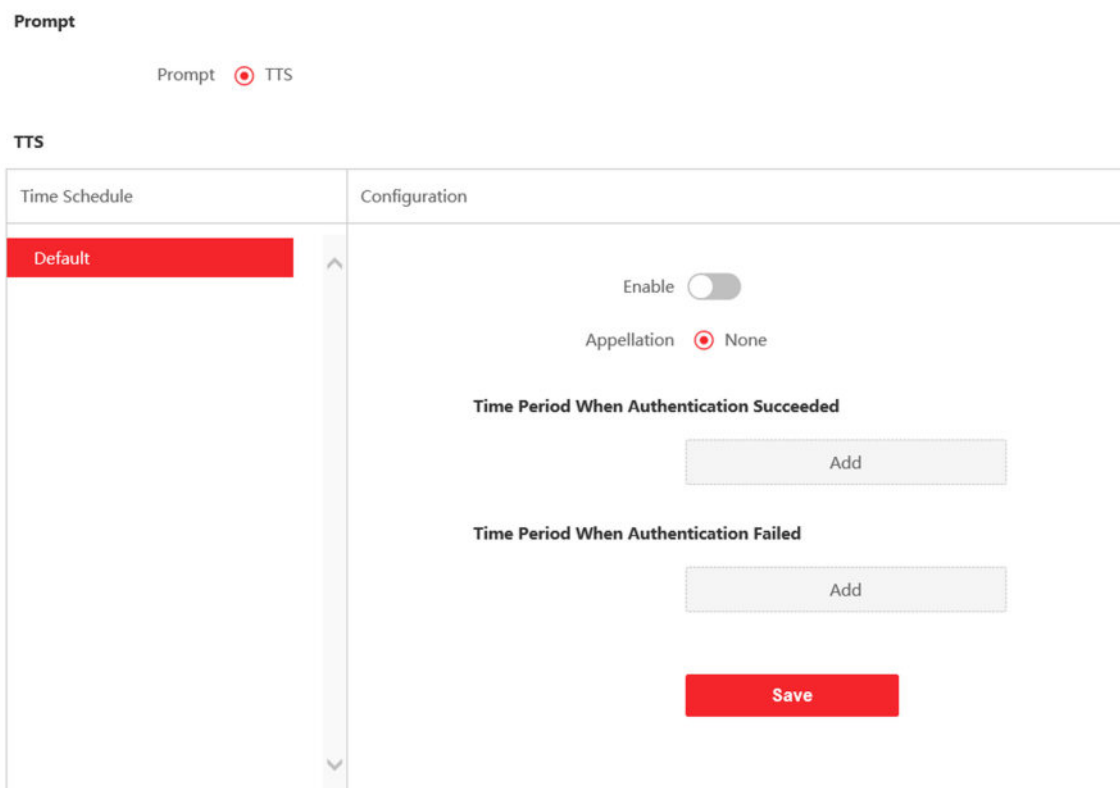 Prompt
Prompt TTS
TTS
Time Schedule Configuration
Default
Enable
Appellation None
Time Period When Authentication Succeeded
Add
Time Period When Authentication Failed
Add
Save